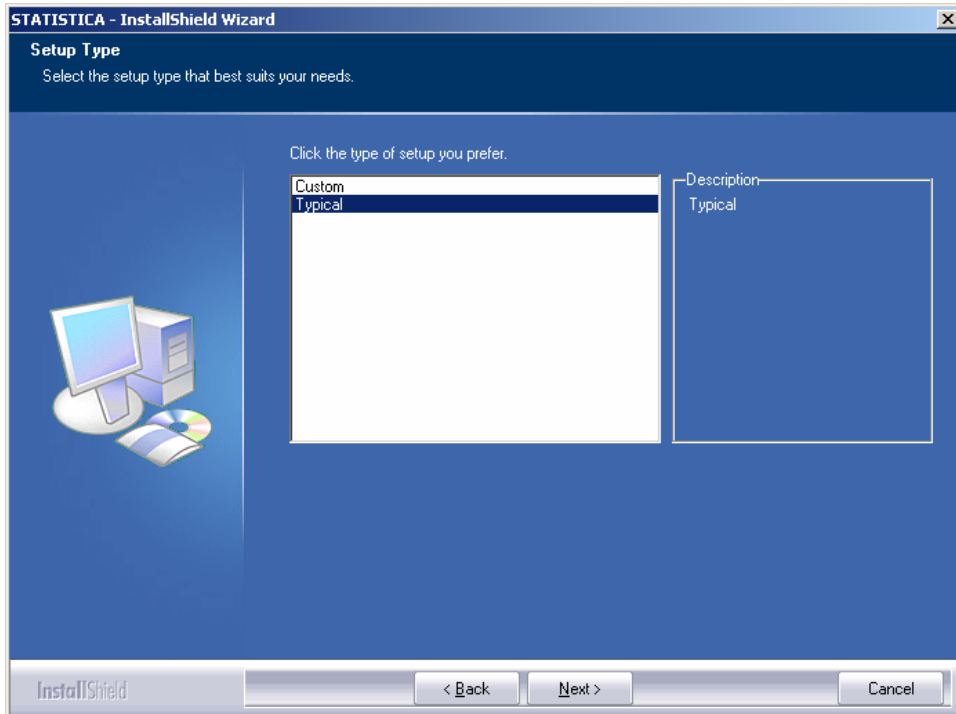 STATISTICA - InstallShield Wizard
Setup Type
Select the setup type that best suits your needs.
Click the type of setup you prefer.
Custom
Typical
Description
Typical
InstallShield
< Back
Next >
Cancel